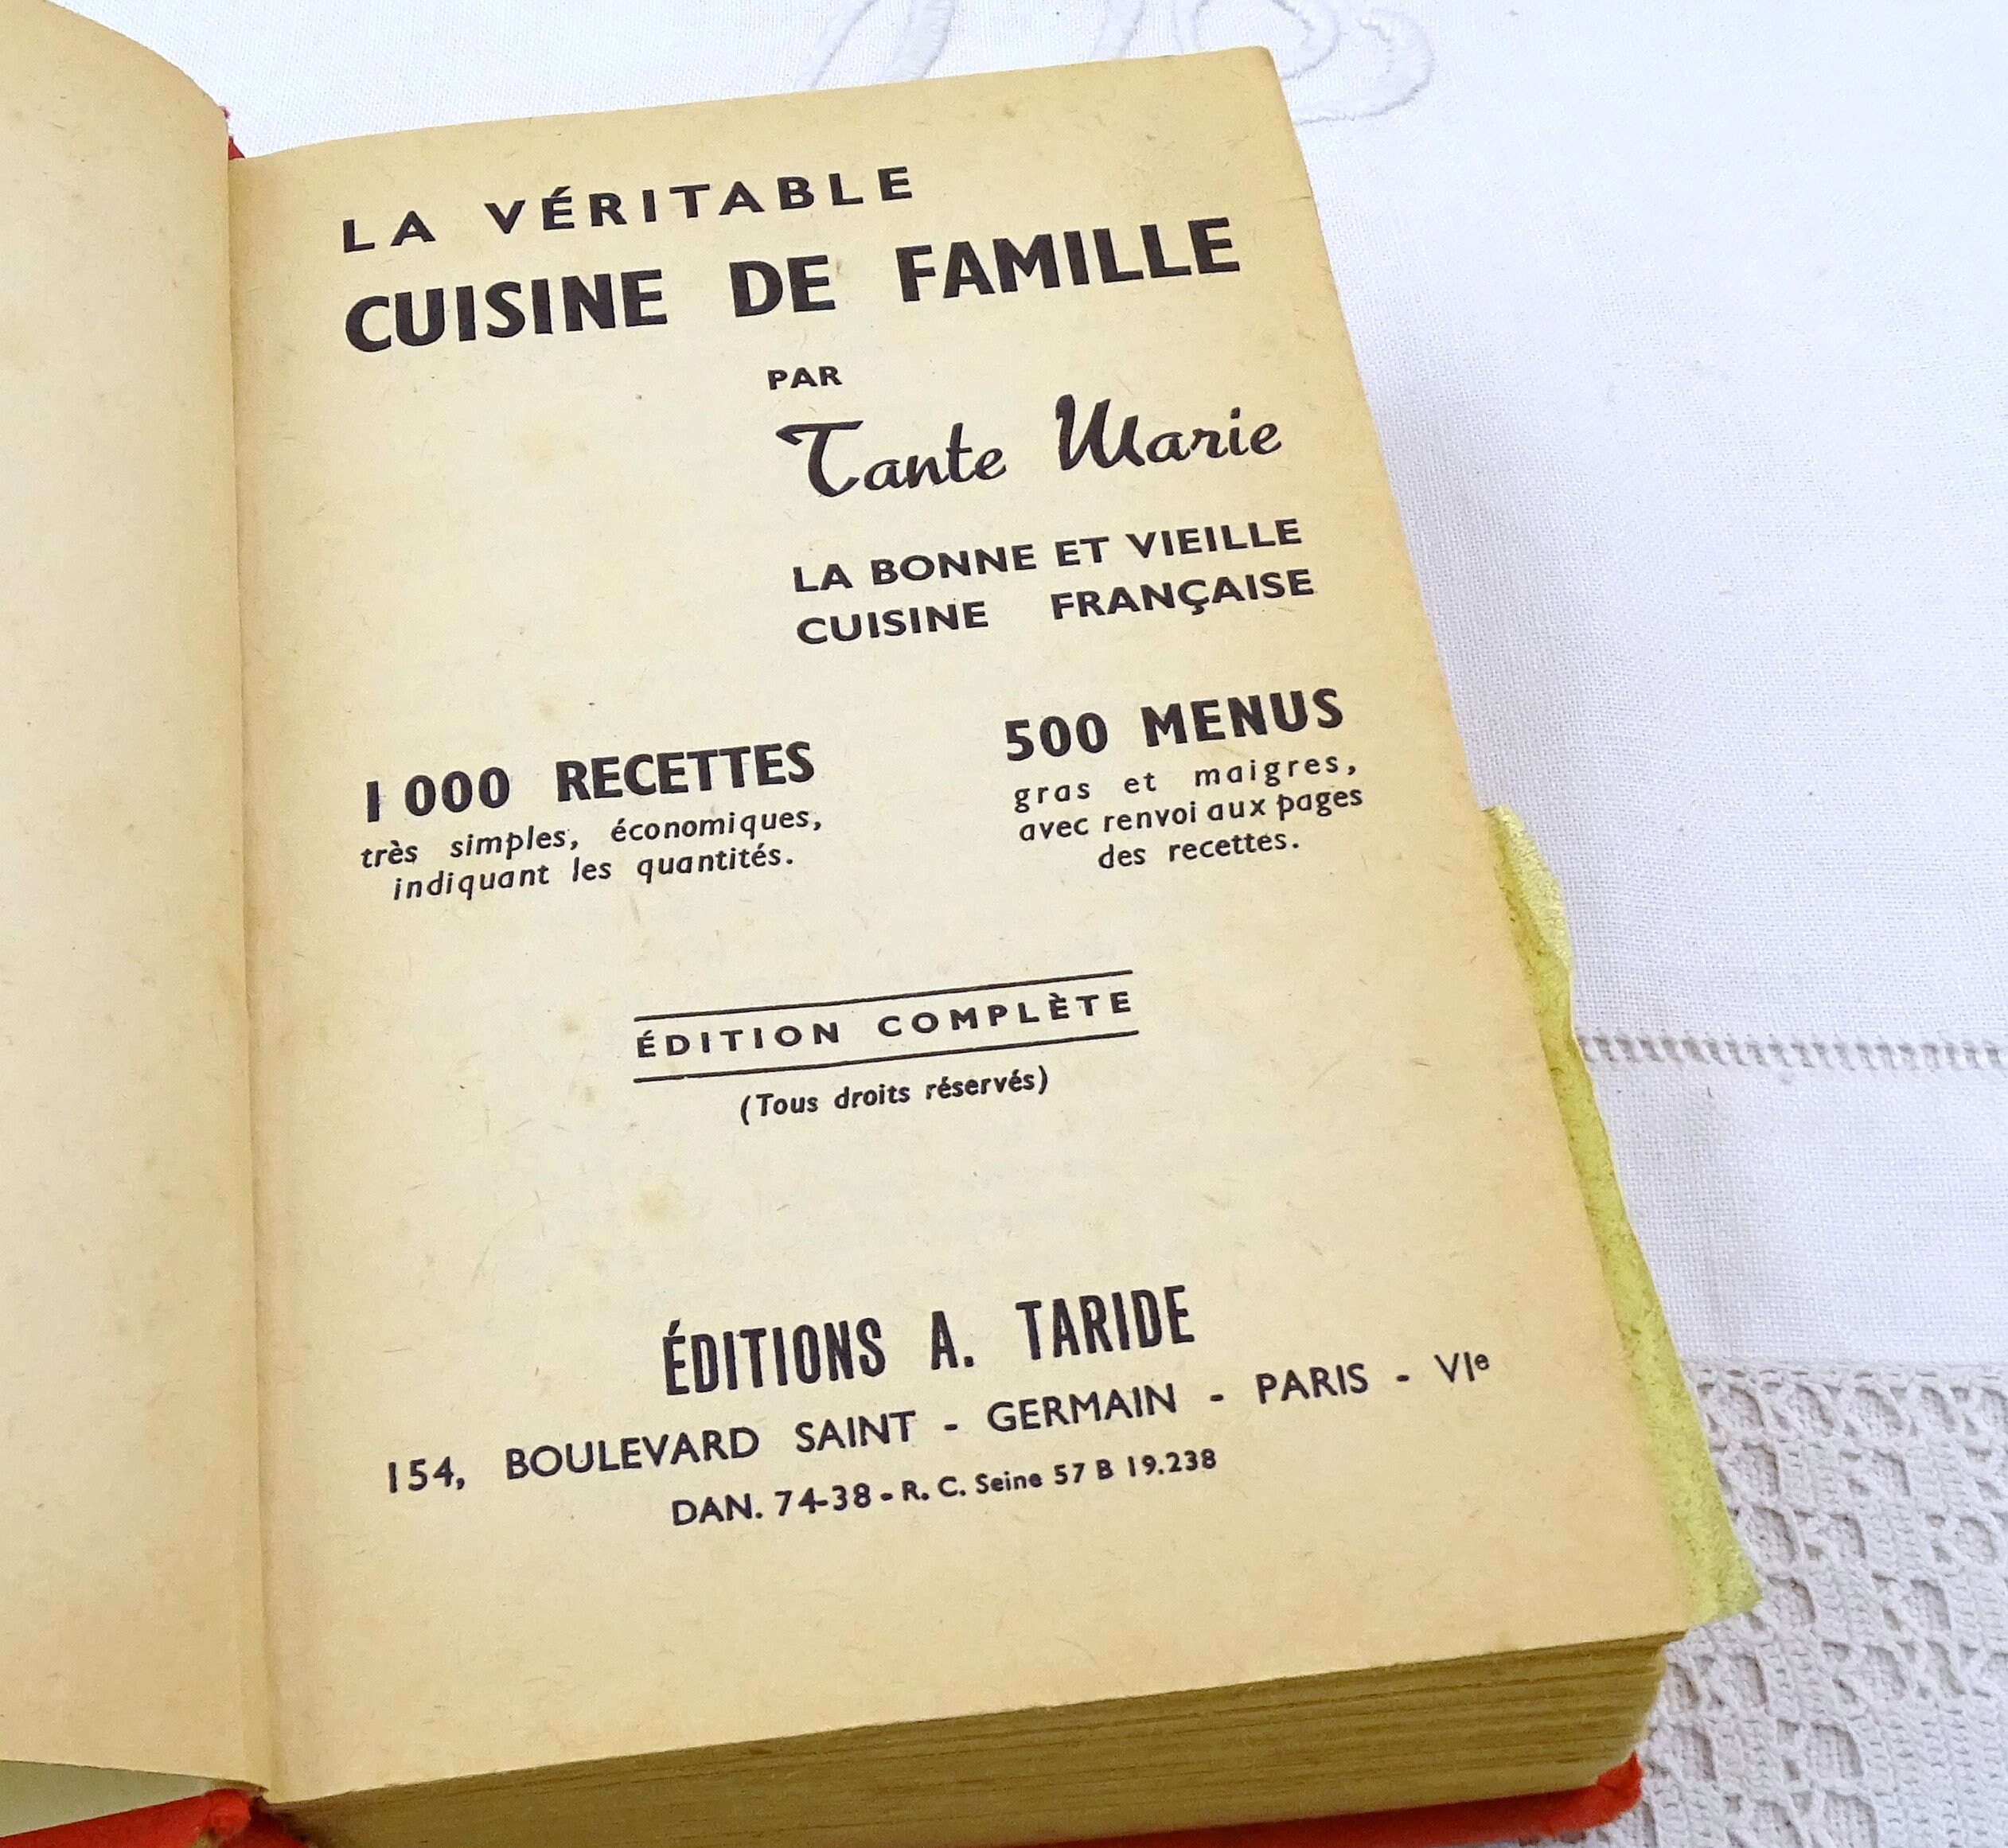 LA VÉRITABLE
CUISINE DE FAMILLE
PAR
Tante Marie
LA BONNE ET VIEILLE
CUISINE FRANÇAISE
1 000 RECETTES
très simples, économiques,
indiquant les quantités.
500 MENUS
gras et maigres,
avec renvoi aux pages
des recettes.
ÉDITION COMPLÈTE
(Tous droits réservés)
ÉDITIONS A. TARIDE
154, BOULEVARD SAINT - GERMAIN - PARIS - VIe
DAN. 74-38 - R. C. Seine 57 B 19.238